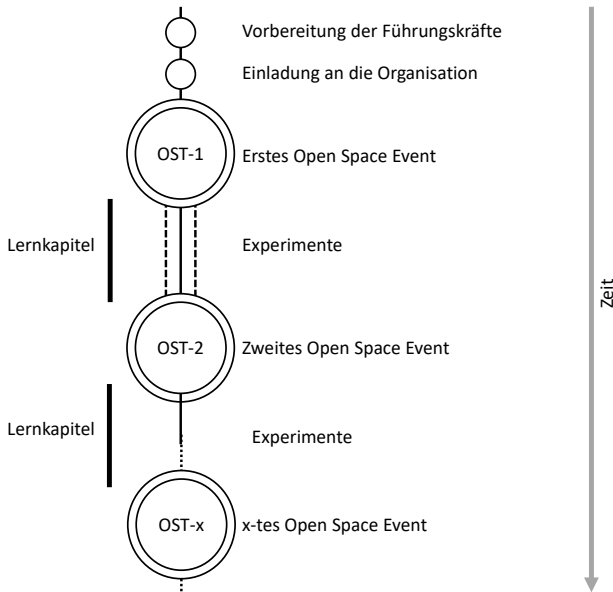 Vorbereitung der Führungskräfte
Einladung an die Organisation
OST-1
Erstes Open Space Event
Lernkapitel
Experimente
Zeit
OST-2
Zweites Open Space Event
Lernkapitel
Experimente
OST-x
x-tes Open Space Event